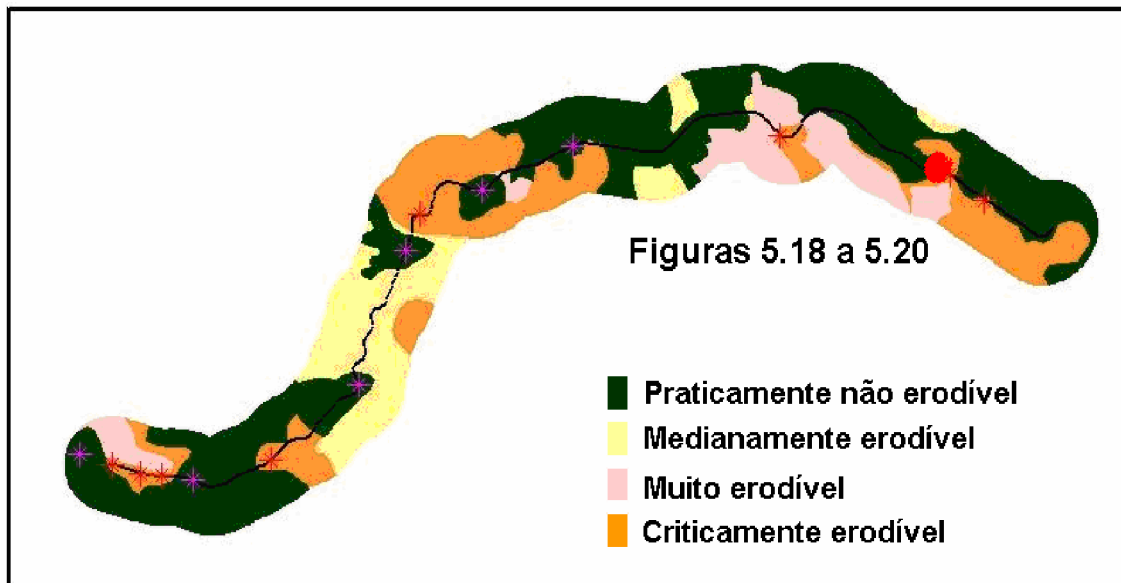 Figuras 5.18 a 5.20
Praticamente não erodível
Medianamente erodível
Muito erodível
Criticamente erodível